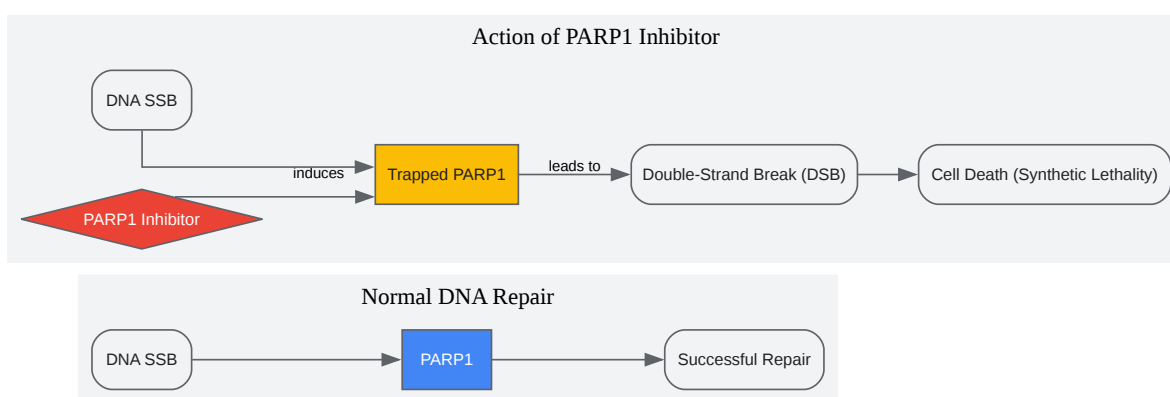 Action of PARP1 Inhibitor
DNA SSB
induces
Trapped PARP1
leads to
Double-Strand Break (DSB)
Cell Death (Synthetic Lethality)
PARP1 Inhibitor
Normal DNA Repair
DNA SSB
PARP1
Successful Repair